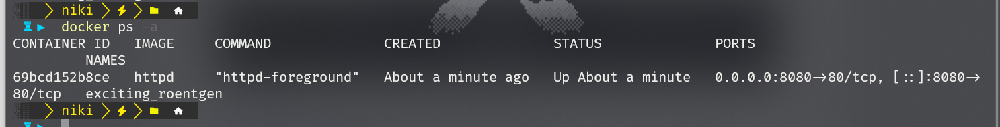 niki
docker ps -a
CONTAINER ID   IMAGE     COMMAND              CREATED              STATUS              PORTS
         NAMES
69bcd152b8ce   httpd     "httpd-foreground"   About a minute ago   Up About a minute   0.0.0.0:8080->80/tcp, [::]:8080->
80/tcp   exciting_roentgen
niki